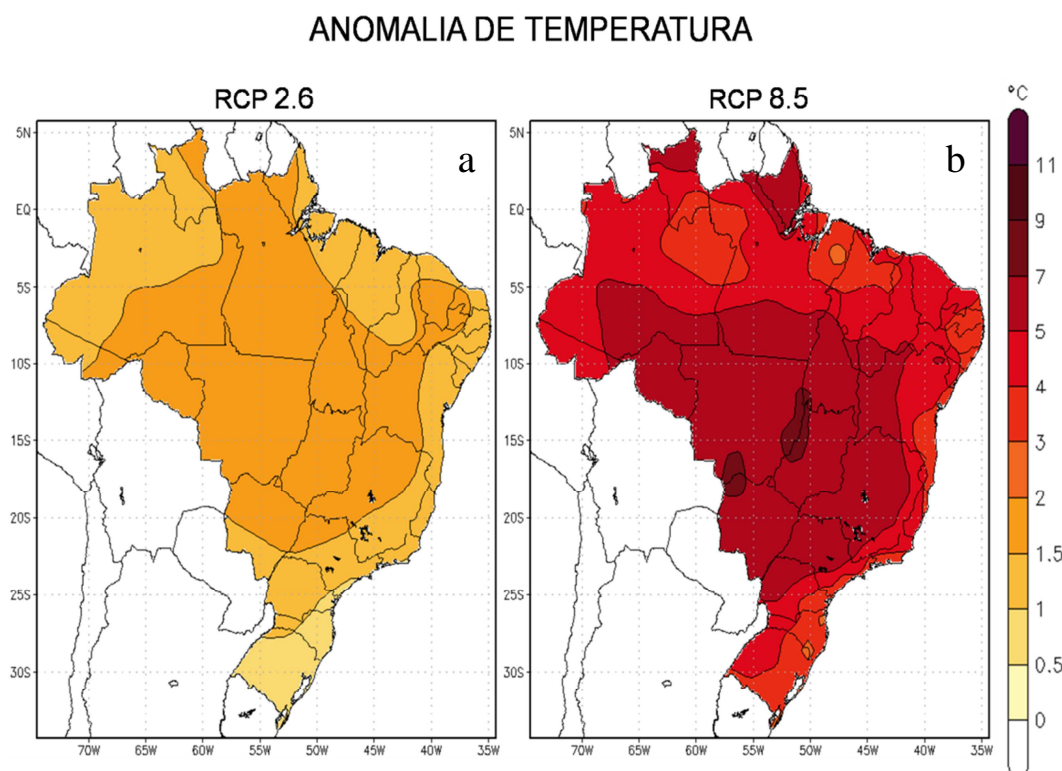 ANOMALIA DE TEMPERATURA
RCP 2.6
RCP 8.5
°C
a
b
5N
EQ
5S
10S
15S
20S
25S
30S
70W 65W 60W 55W 50W 45W 40W 35W
5N
EQ
5S
10S
15S
20S
25S
30S
70W 65W 60W 55W 50W 45W 40W 35W
11
9
7
5
4
3
2
1.5
1
0.5
0